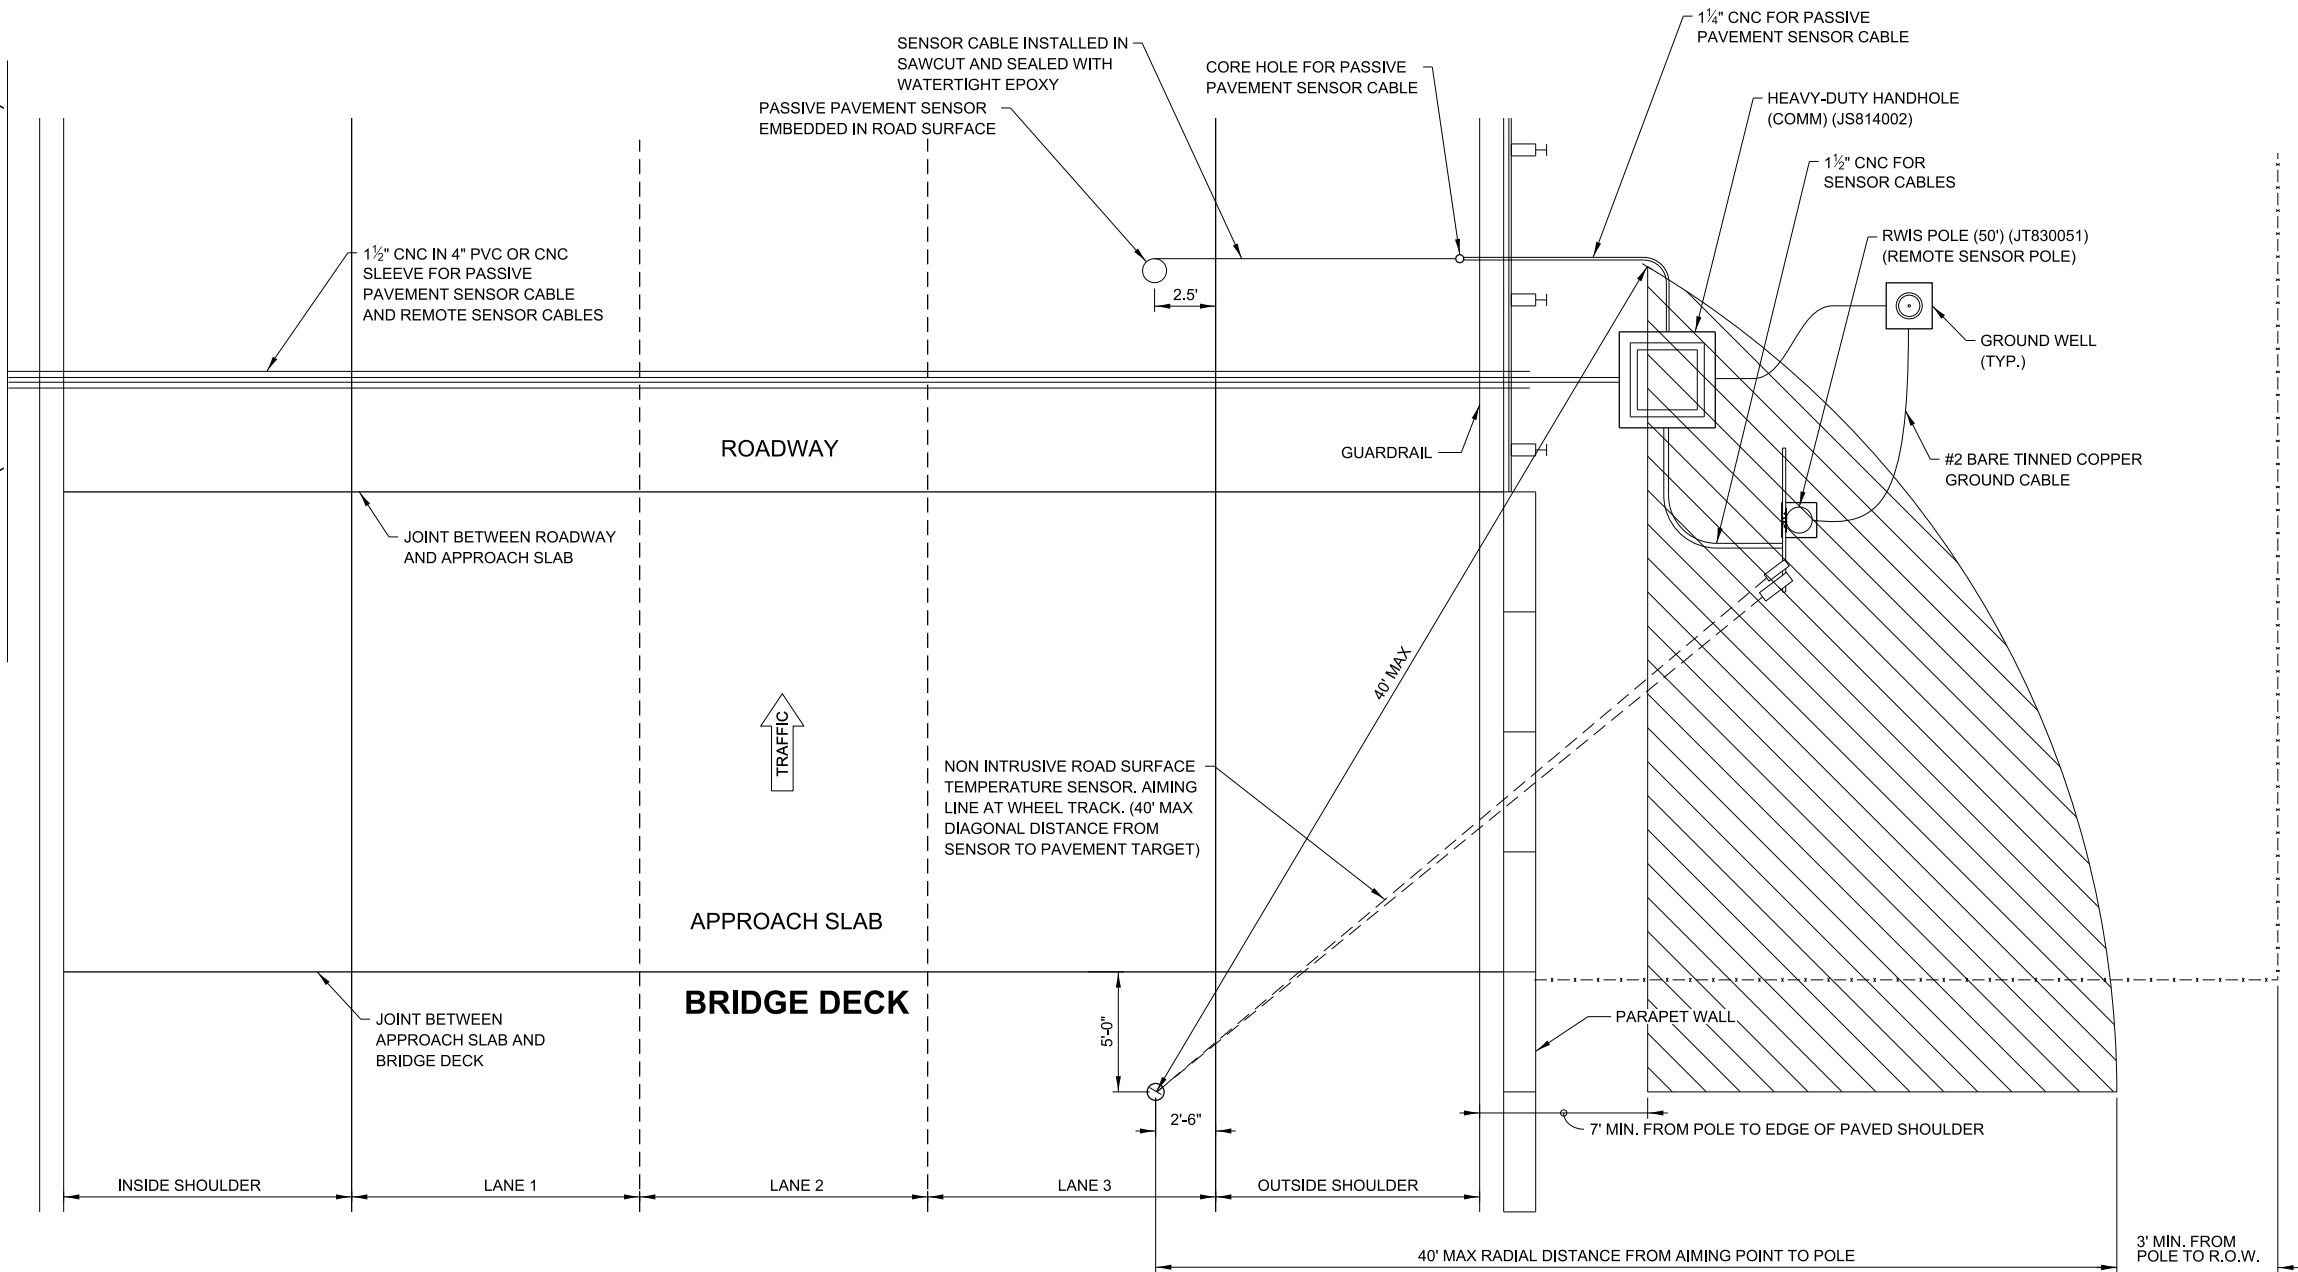 1½" CNC IN 4" PVC OR CNC
SLEEVE FOR PASSIVE
PAVEMENT SENSOR CABLE
AND REMOTE SENSOR CABLES
SENSOR CABLE INSTALLED IN
SAWCUT AND SEALED WITH
WATERTIGHT EPOXY
PASSIVE PAVEMENT SENSOR
EMBEDDED IN ROAD SURFACE
CORE HOLE FOR PASSIVE
PAVEMENT SENSOR CABLE
1¼" CNC FOR PASSIVE
PAVEMENT SENSOR CABLE
HEAVY-DUTY HANDHOLE
(COMM) (JS814002)
1½" CNC FOR
SENSOR CABLES
RWIS POLE (50') (JT830051)
(REMOTE SENSOR POLE)
GROUND WELL
(TYP.)
#2 BARE TINNED COPPER
GROUND CABLE
2.5'
ROADWAY
GUARDRAIL
JOINT BETWEEN ROADWAY
AND APPROACH SLAB
40' MAX
TRAFFIC
NON INTRUSIVE ROAD SURFACE
TEMPERATURE SENSOR. AIMING
LINE AT WHEEL TRACK. (40' MAX
DIAGONAL DISTANCE FROM
SENSOR TO PAVEMENT TARGET)
APPROACH SLAB
BRIDGE DECK
JOINT BETWEEN
APPROACH SLAB AND
BRIDGE DECK
5'-0"
2'-6"
PARAPET WALL
7' MIN. FROM POLE TO EDGE OF PAVED SHOULDER
INSIDE SHOULDER
LANE 1
LANE 2
LANE 3
OUTSIDE SHOULDER
40' MAX RADIAL DISTANCE FROM AIMING POINT TO POLE
3' MIN. FROM
POLE TO R.O.W.